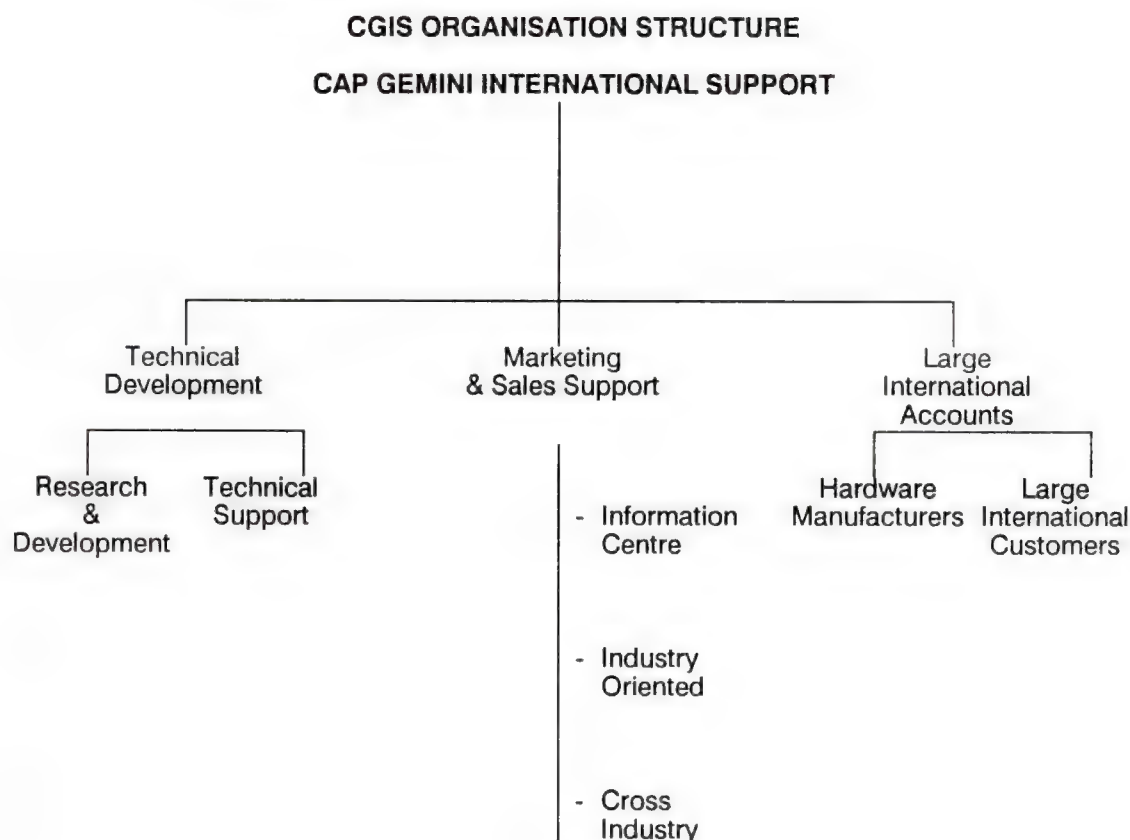 CGIS ORGANISATION STRUCTURE
CAP GEMINI INTERNATIONAL SUPPORT
Technical
Development
Marketing
& Sales Support
Large
International
Accounts
Research
&
Development
Technical
Support
- Information
Centre
- Industry
Oriented
- Cross
Industry
Hardware
Manufacturers
Large
International
Customers